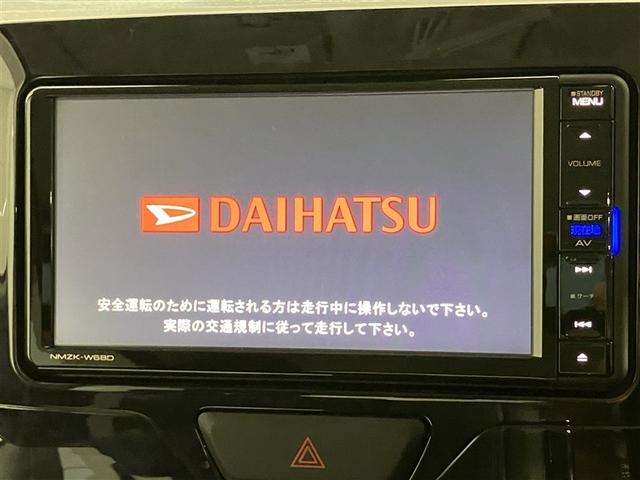 DAIHATSU
安全運転のために運転される方は走行中に操作しないで下さい。
実際の交通規制に従って走行して下さい。
NMZK-W68D
STANDBY
MENU
VOLUME
画面OFF
現在地
AV
サーチ